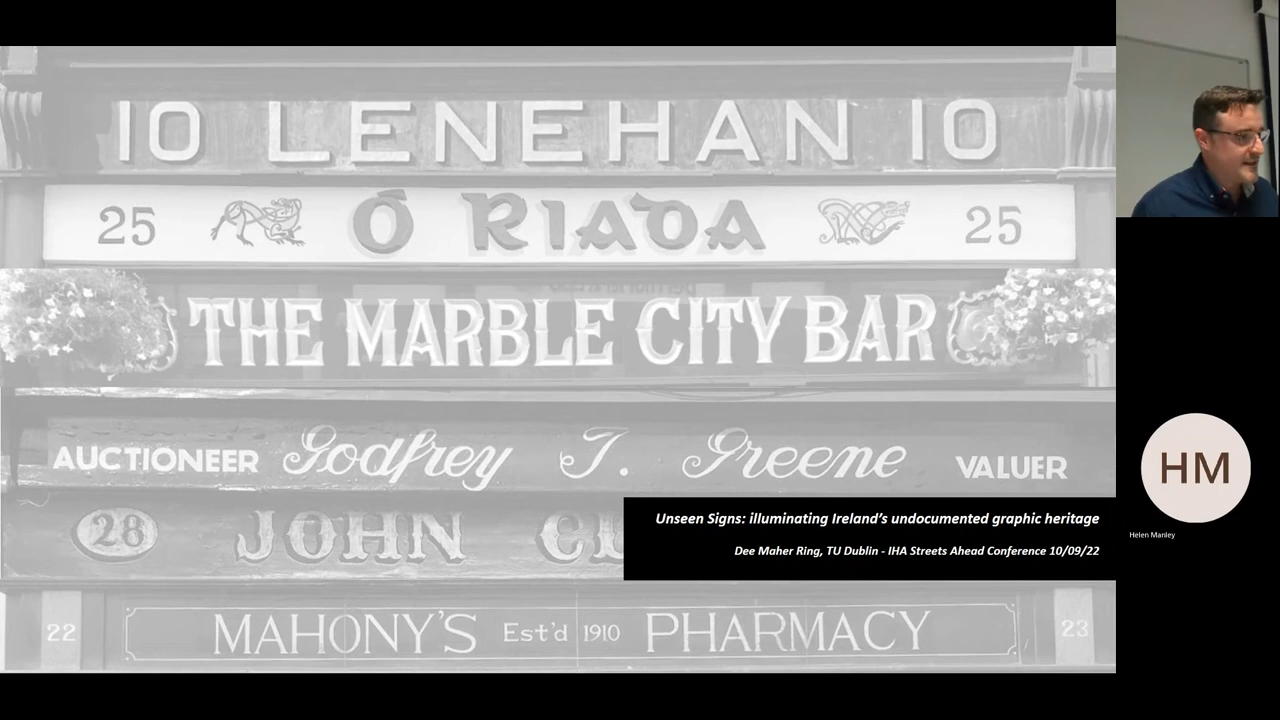 10 LENEHAN 10
25 Ó RIADA 25
THE MARBLE CITY BAR
AUCTIONEER Godfrey T. Greene VALUER
28 JOHN
Unseen Signs: illuminating Ireland's undocumented graphic heritage
Dee Maher Ring, TU Dublin - IHA Streets Ahead Conference 10/09/22
22 MAHONY'S Est'd 1910 PHARMACY 23
HM
Helen Manley